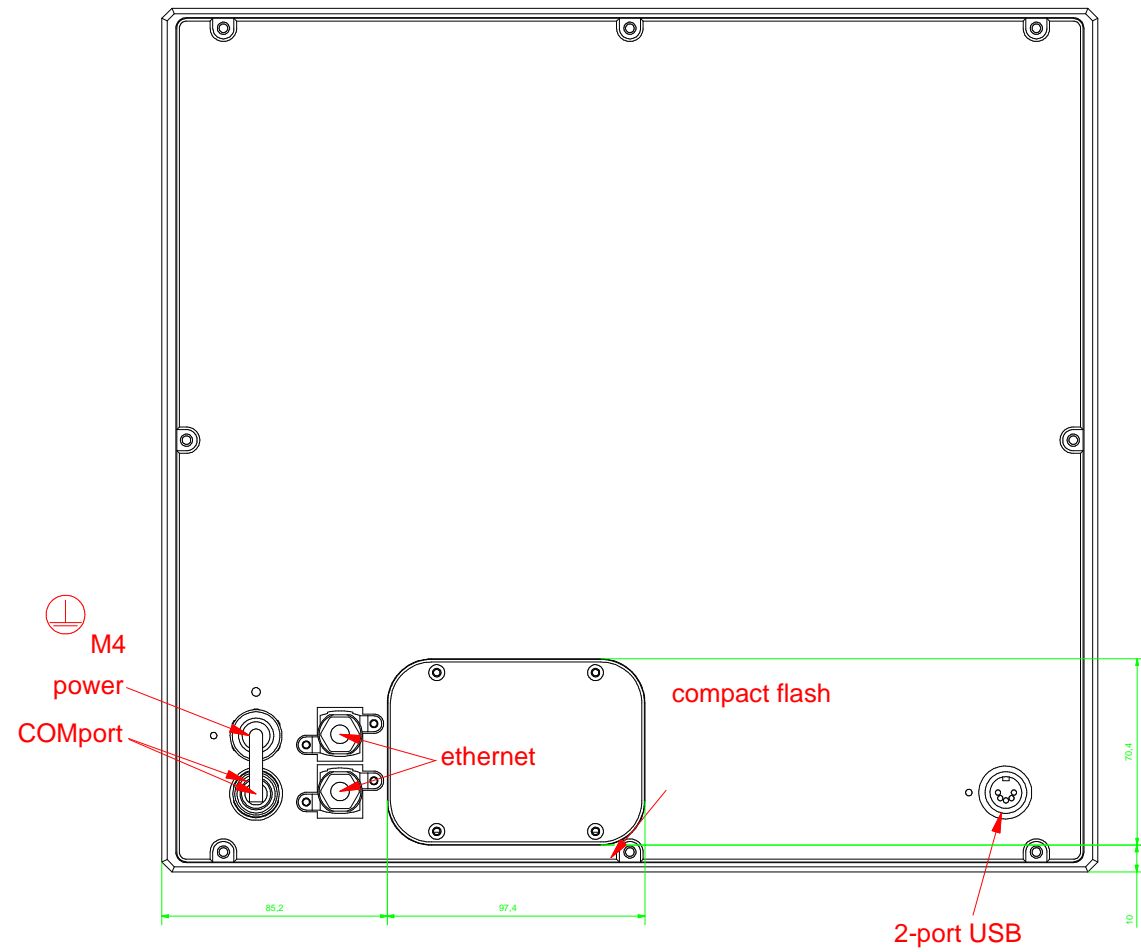 M4
power
compact flash
COMport
ethernet
70,4
85,2
97,4
10
2-port USB